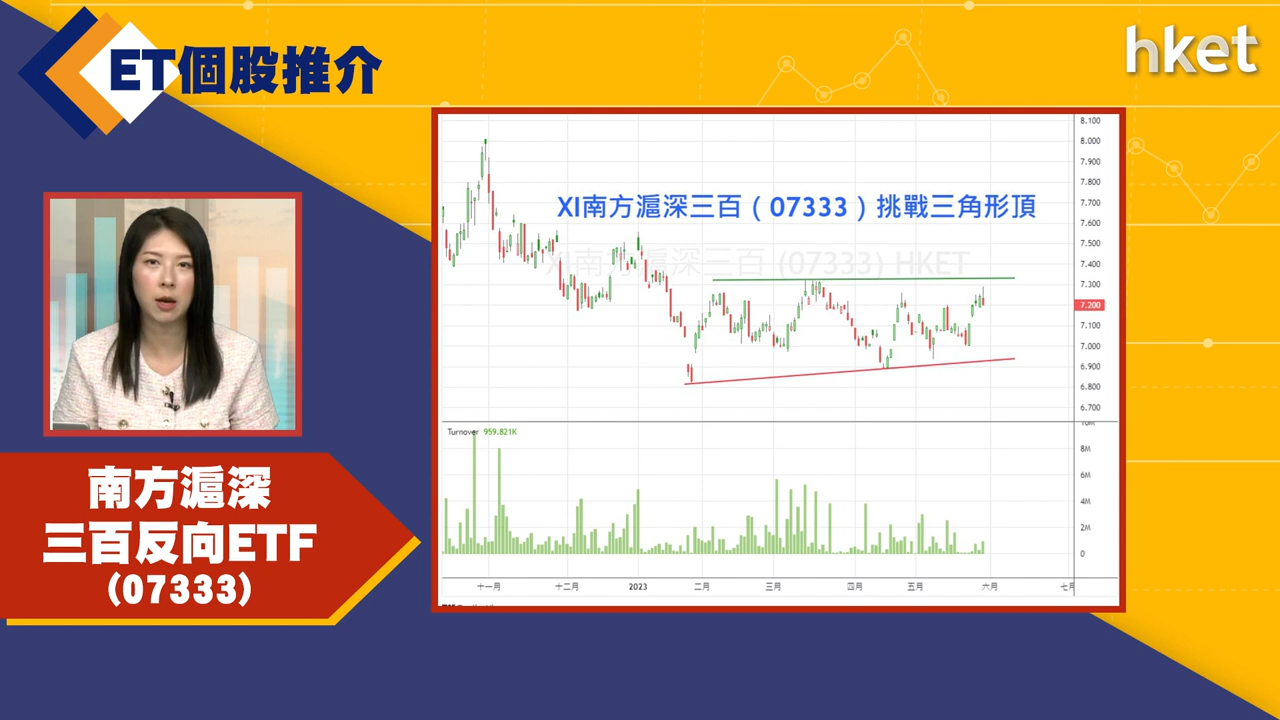 ET個股推介
hket
XI南方滬深三百（07333）挑戰三角形頂
XI南方滬深三百 (07333) HKET
8.100
8.000
7.900
7.800
7.700
7.600
7.500
7.400
7.300
7.200
7.100
7.000
6.900
6.800
6.700
Turnover 959.821K
10M
8M
6M
4M
2M
0
十一月 十二月 2023 二月 三月 四月 五月 六月 七月
南方滬深
三百反向ETF
(07333)